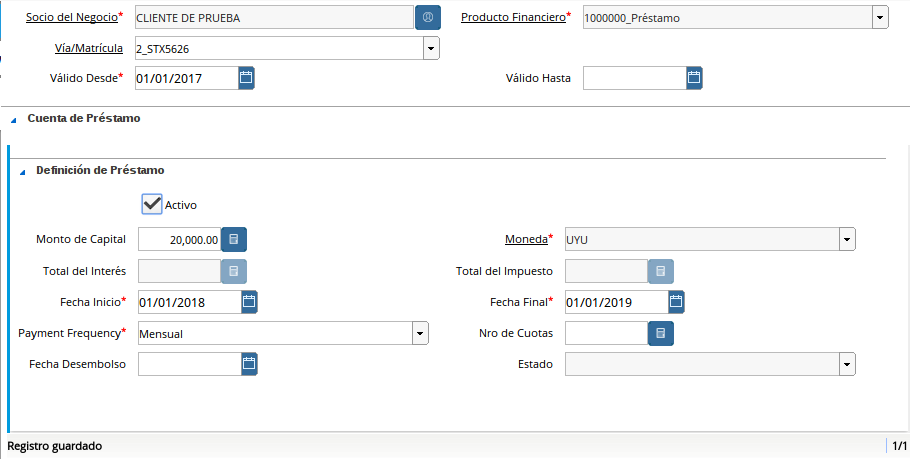 Socio del Negocio* CLIENTE DE PRUEBA Producto Financiero* 1000000_Préstamo
Vía/Matrícula 2_STX5626
Válido Desde* 01/01/2017 Válido Hasta
Cuenta de Préstamo
Definición de Préstamo
Activo
Monto de Capital 20,000.00 Moneda* UYU
Total del Interés Total del Impuesto
Fecha Inicio* 01/01/2018 Fecha Final* 01/01/2019
Payment Frequency* Mensual Nro de Cuotas
Fecha Desembolso Estado
Registro guardado 1/1